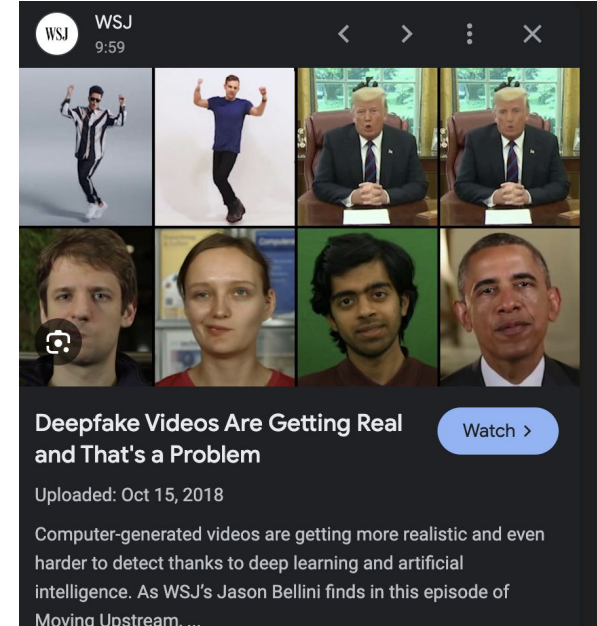 WSJ
WSJ
9:59
Deepfake Videos Are Getting Real
and That's a Problem
Watch >
Uploaded: Oct 15, 2018
Computer-generated videos are getting more realistic and even
harder to detect thanks to deep learning and artificial
intelligence. As WSJ's Jason Bellini finds in this episode of
Moving Upstream, ...